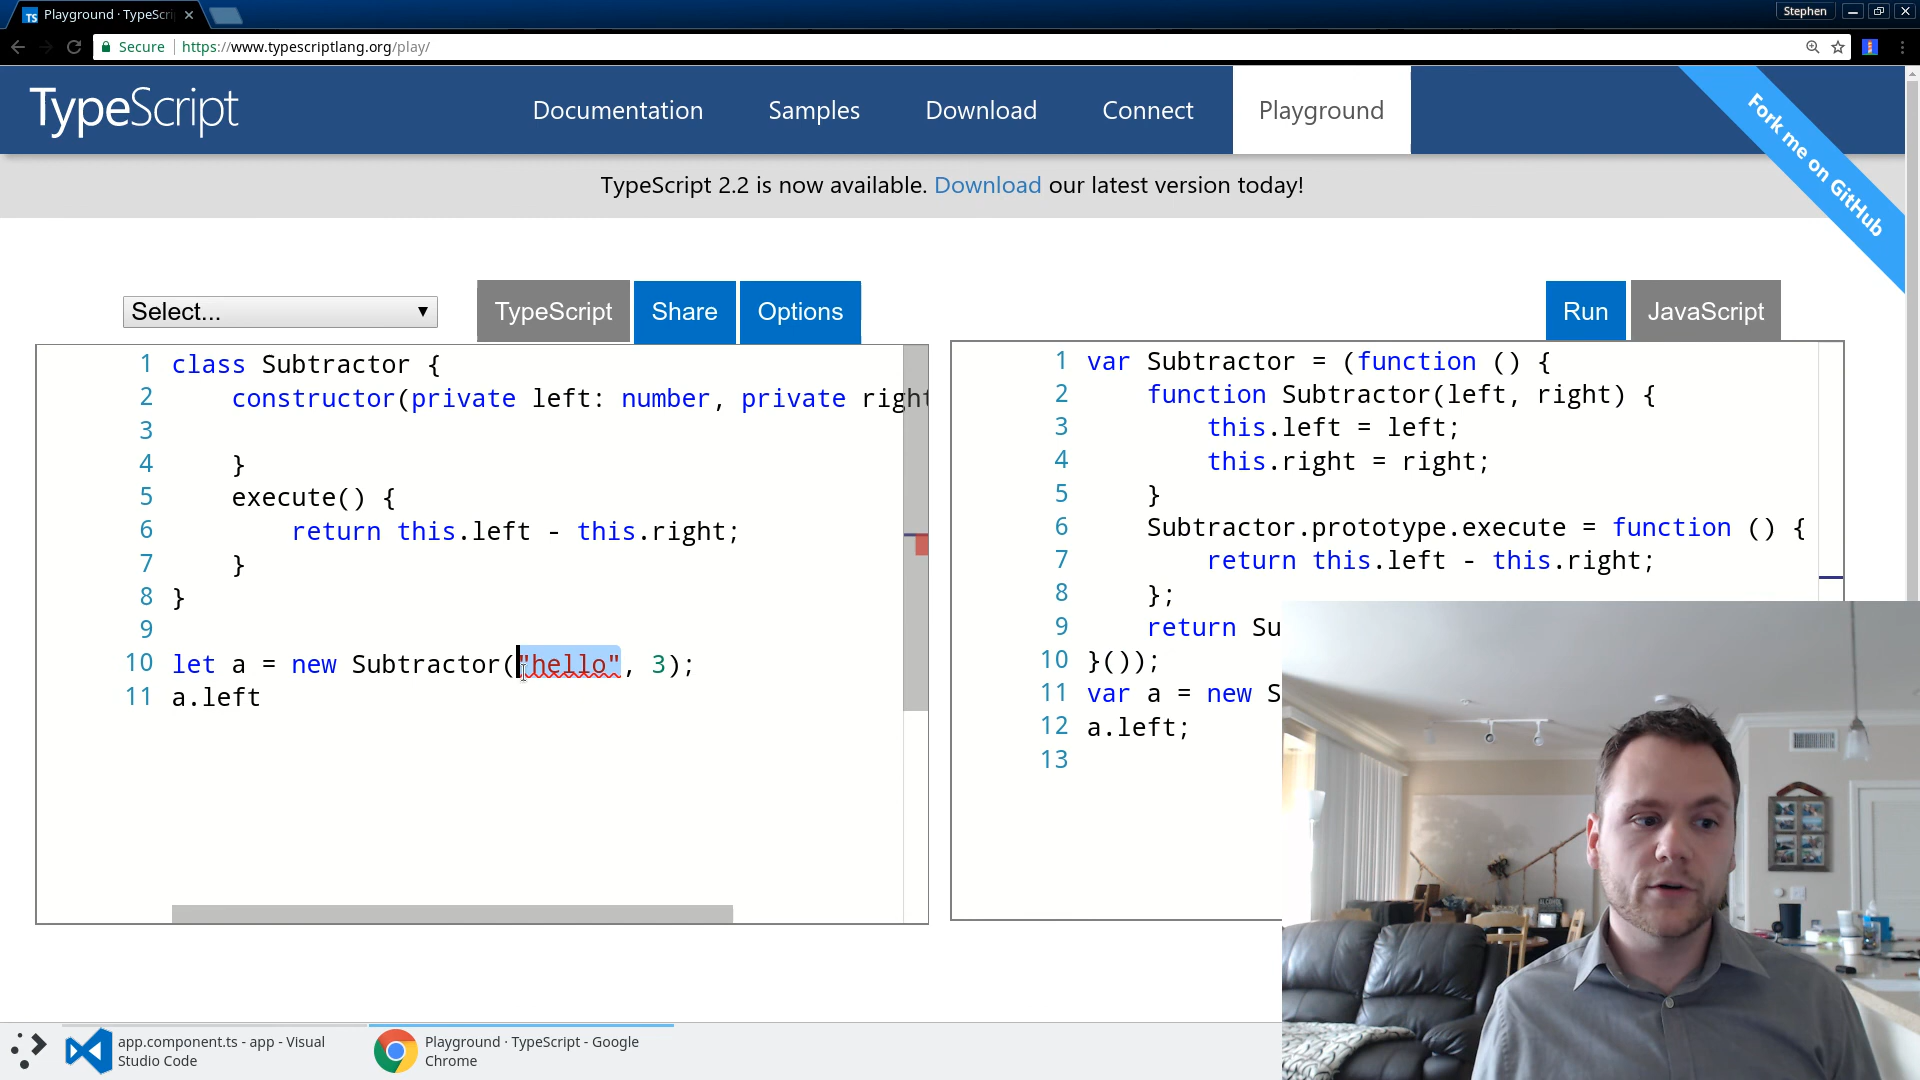 Playground · TypeScri
Stephen
Secure https://www.typescriptlang.org/play/
TypeScript
Documentation
Samples
Download
Connect
Playground
Fork me on GitHub
TypeScript 2.2 is now available. Download our latest version today!
Select...
TypeScript
Share
Options
Run
JavaScript
1 class Subtractor {
2 constructor(private left: number, private right
3
4 }
5 execute() {
6 return this.left - this.right;
7 }
8 }
9
10 let a = new Subtractor("hello", 3);
11 a.left
1 var Subtractor = (function () {
2 function Subtractor(left, right) {
3 this.left = left;
4 this.right = right;
5 }
6 Subtractor.prototype.execute = function () {
7 return this.left - this.right;
8 };
9 return Su
10 }());
11 var a = new S
12 a.left;
13
app.component.ts - app - Visual
Studio Code
Playground · TypeScript - Google
Chrome